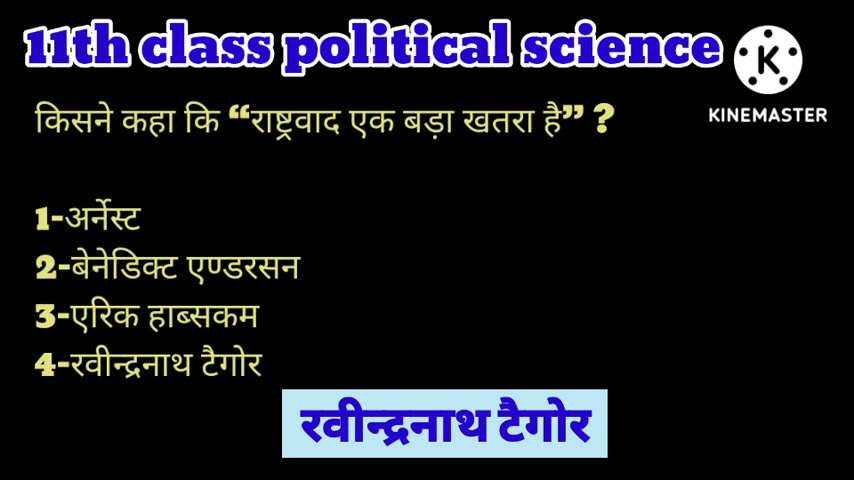 11th class political science
KINEMASTER
किसने कहा कि “राष्ट्रवाद एक बड़ा खतरा है” ?
1-अर्नेस्ट
2-बेनेडिक्ट एण्डरसन
3-एरिक हाब्सकम
4-रवीन्द्रनाथ टैगोर
रवीन्द्रनाथ टैगोर